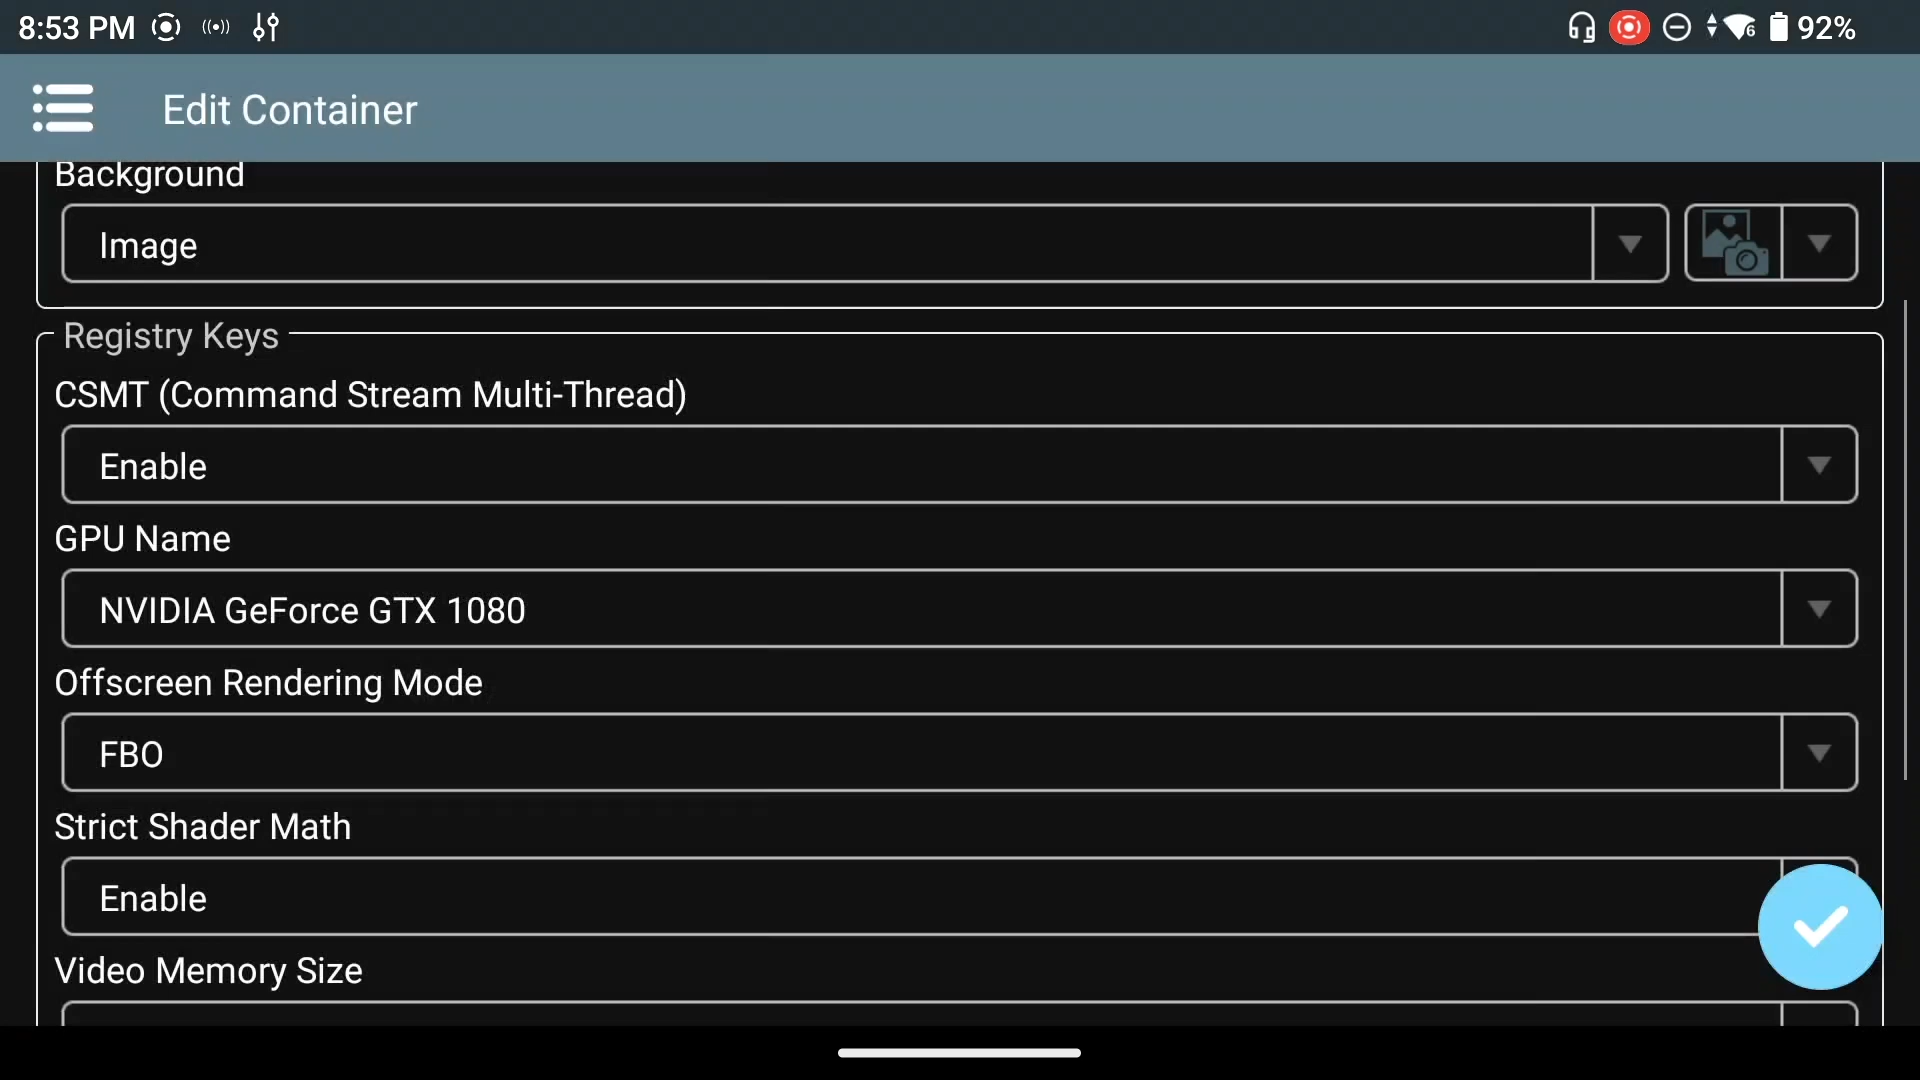 8:53 PM
6 92%
Edit Container
Background
Image
Registry Keys
CSMT (Command Stream Multi-Thread)
Enable
GPU Name
NVIDIA GeForce GTX 1080
Offscreen Rendering Mode
FBO
Strict Shader Math
Enable
Video Memory Size